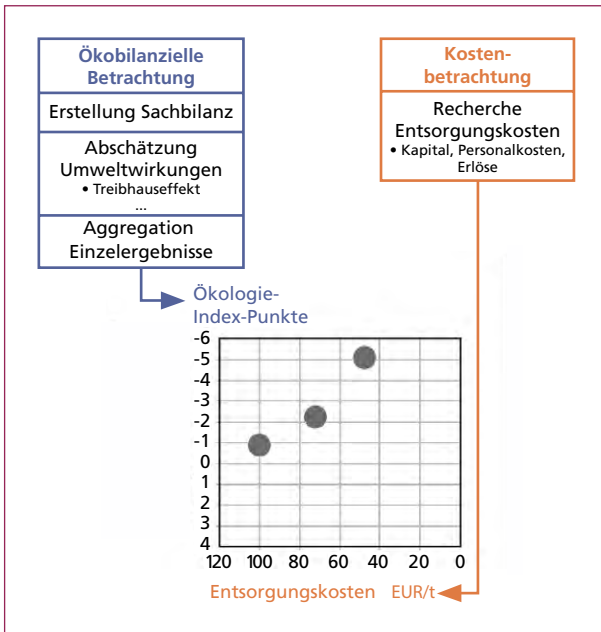 Ökobilanzielle
Betrachtung
Erstellung Sachbilanz
Abschätzung
Umweltwirkungen
• Treibhauseffekt
...
Aggregation
Einzelergebnisse
Kosten-
betrachtung
Recherche
Entsorgungskosten
• Kapital, Personalkosten,
Erlöse
Ökologie-
Index-Punkte
-6
-5
-4
-3
-2
-1
0
1
2
3
4
120 100 80 60 40 20 0
Entsorgungskosten EUR/t